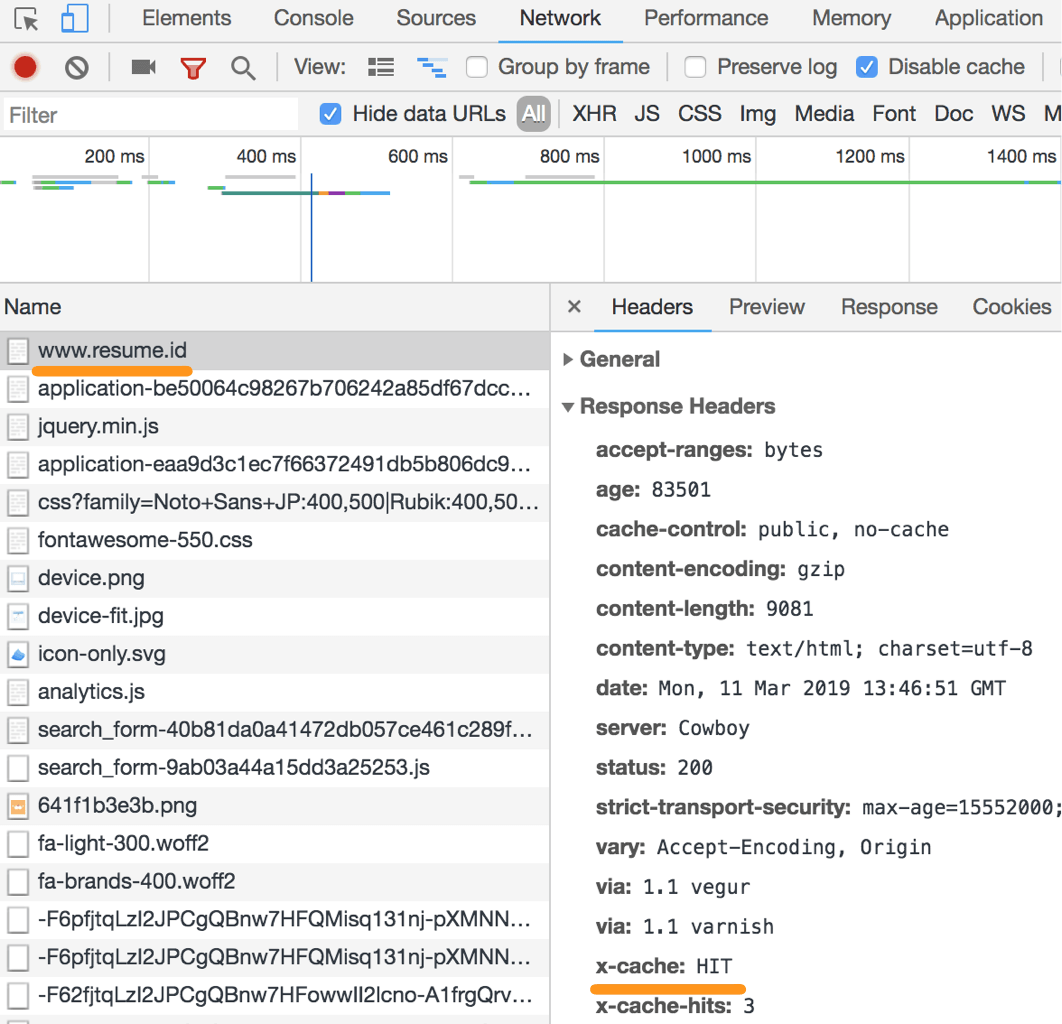 Elements Console Sources Network Performance Memory Application
View: Group by frame Preserve log Disable cache
Filter Hide data URLs All XHR JS CSS Img Media Font Doc WS M
200 ms 400 ms 600 ms 800 ms 1000 ms 1200 ms 1400 ms
Name
www.resume.id
application-be50064c98267b706242a85df67dcc...
jquery.min.js
application-eaa9d3c1ec7f66372491db5b806dc9...
css?family=Noto+Sans+JP:400,500|Rubik:400,50...
fontawesome-550.css
device.png
device-fit.jpg
icon-only.svg
analytics.js
search_form-40b81da0a41472db057ce461c289f...
search_form-9ab03a44a15dd3a25253.js
641f1b3e3b.png
fa-light-300.woff2
fa-brands-400.woff2
-F6pfjtqLzI2JPCgQBnw7HFQMisq131nj-pXMNN...
-F6pfjtqLzI2JPCgQBnw7HFQMisq131nj-pXMNN...
-F62fjtqLzI2JPCgQBnw7HFowwII2lcno-A1frgQrv...
× Headers Preview Response Cookies
General
Response Headers
accept-ranges: bytes
age: 83501
cache-control: public, no-cache
content-encoding: gzip
content-length: 9081
content-type: text/html; charset=utf-8
date: Mon, 11 Mar 2019 13:46:51 GMT
server: Cowboy
status: 200
strict-transport-security: max-age=15552000;
vary: Accept-Encoding, Origin
via: 1.1 vegur
via: 1.1 varnish
x-cache: HIT
x-cache-hits: 3